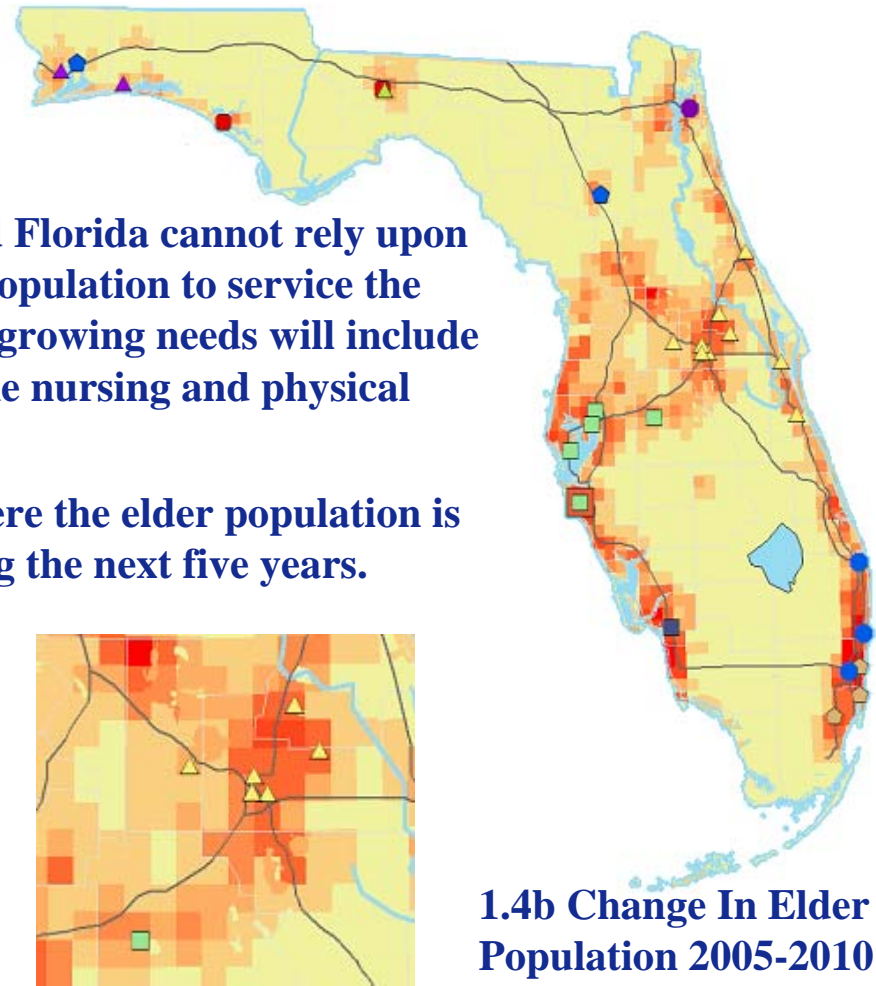 Florida cannot rely upon
opulation to service the
growing needs will include
e nursing and physical
ere the elder population is
g the next five years.
1.4b Change In Elder
Population 2005-2010